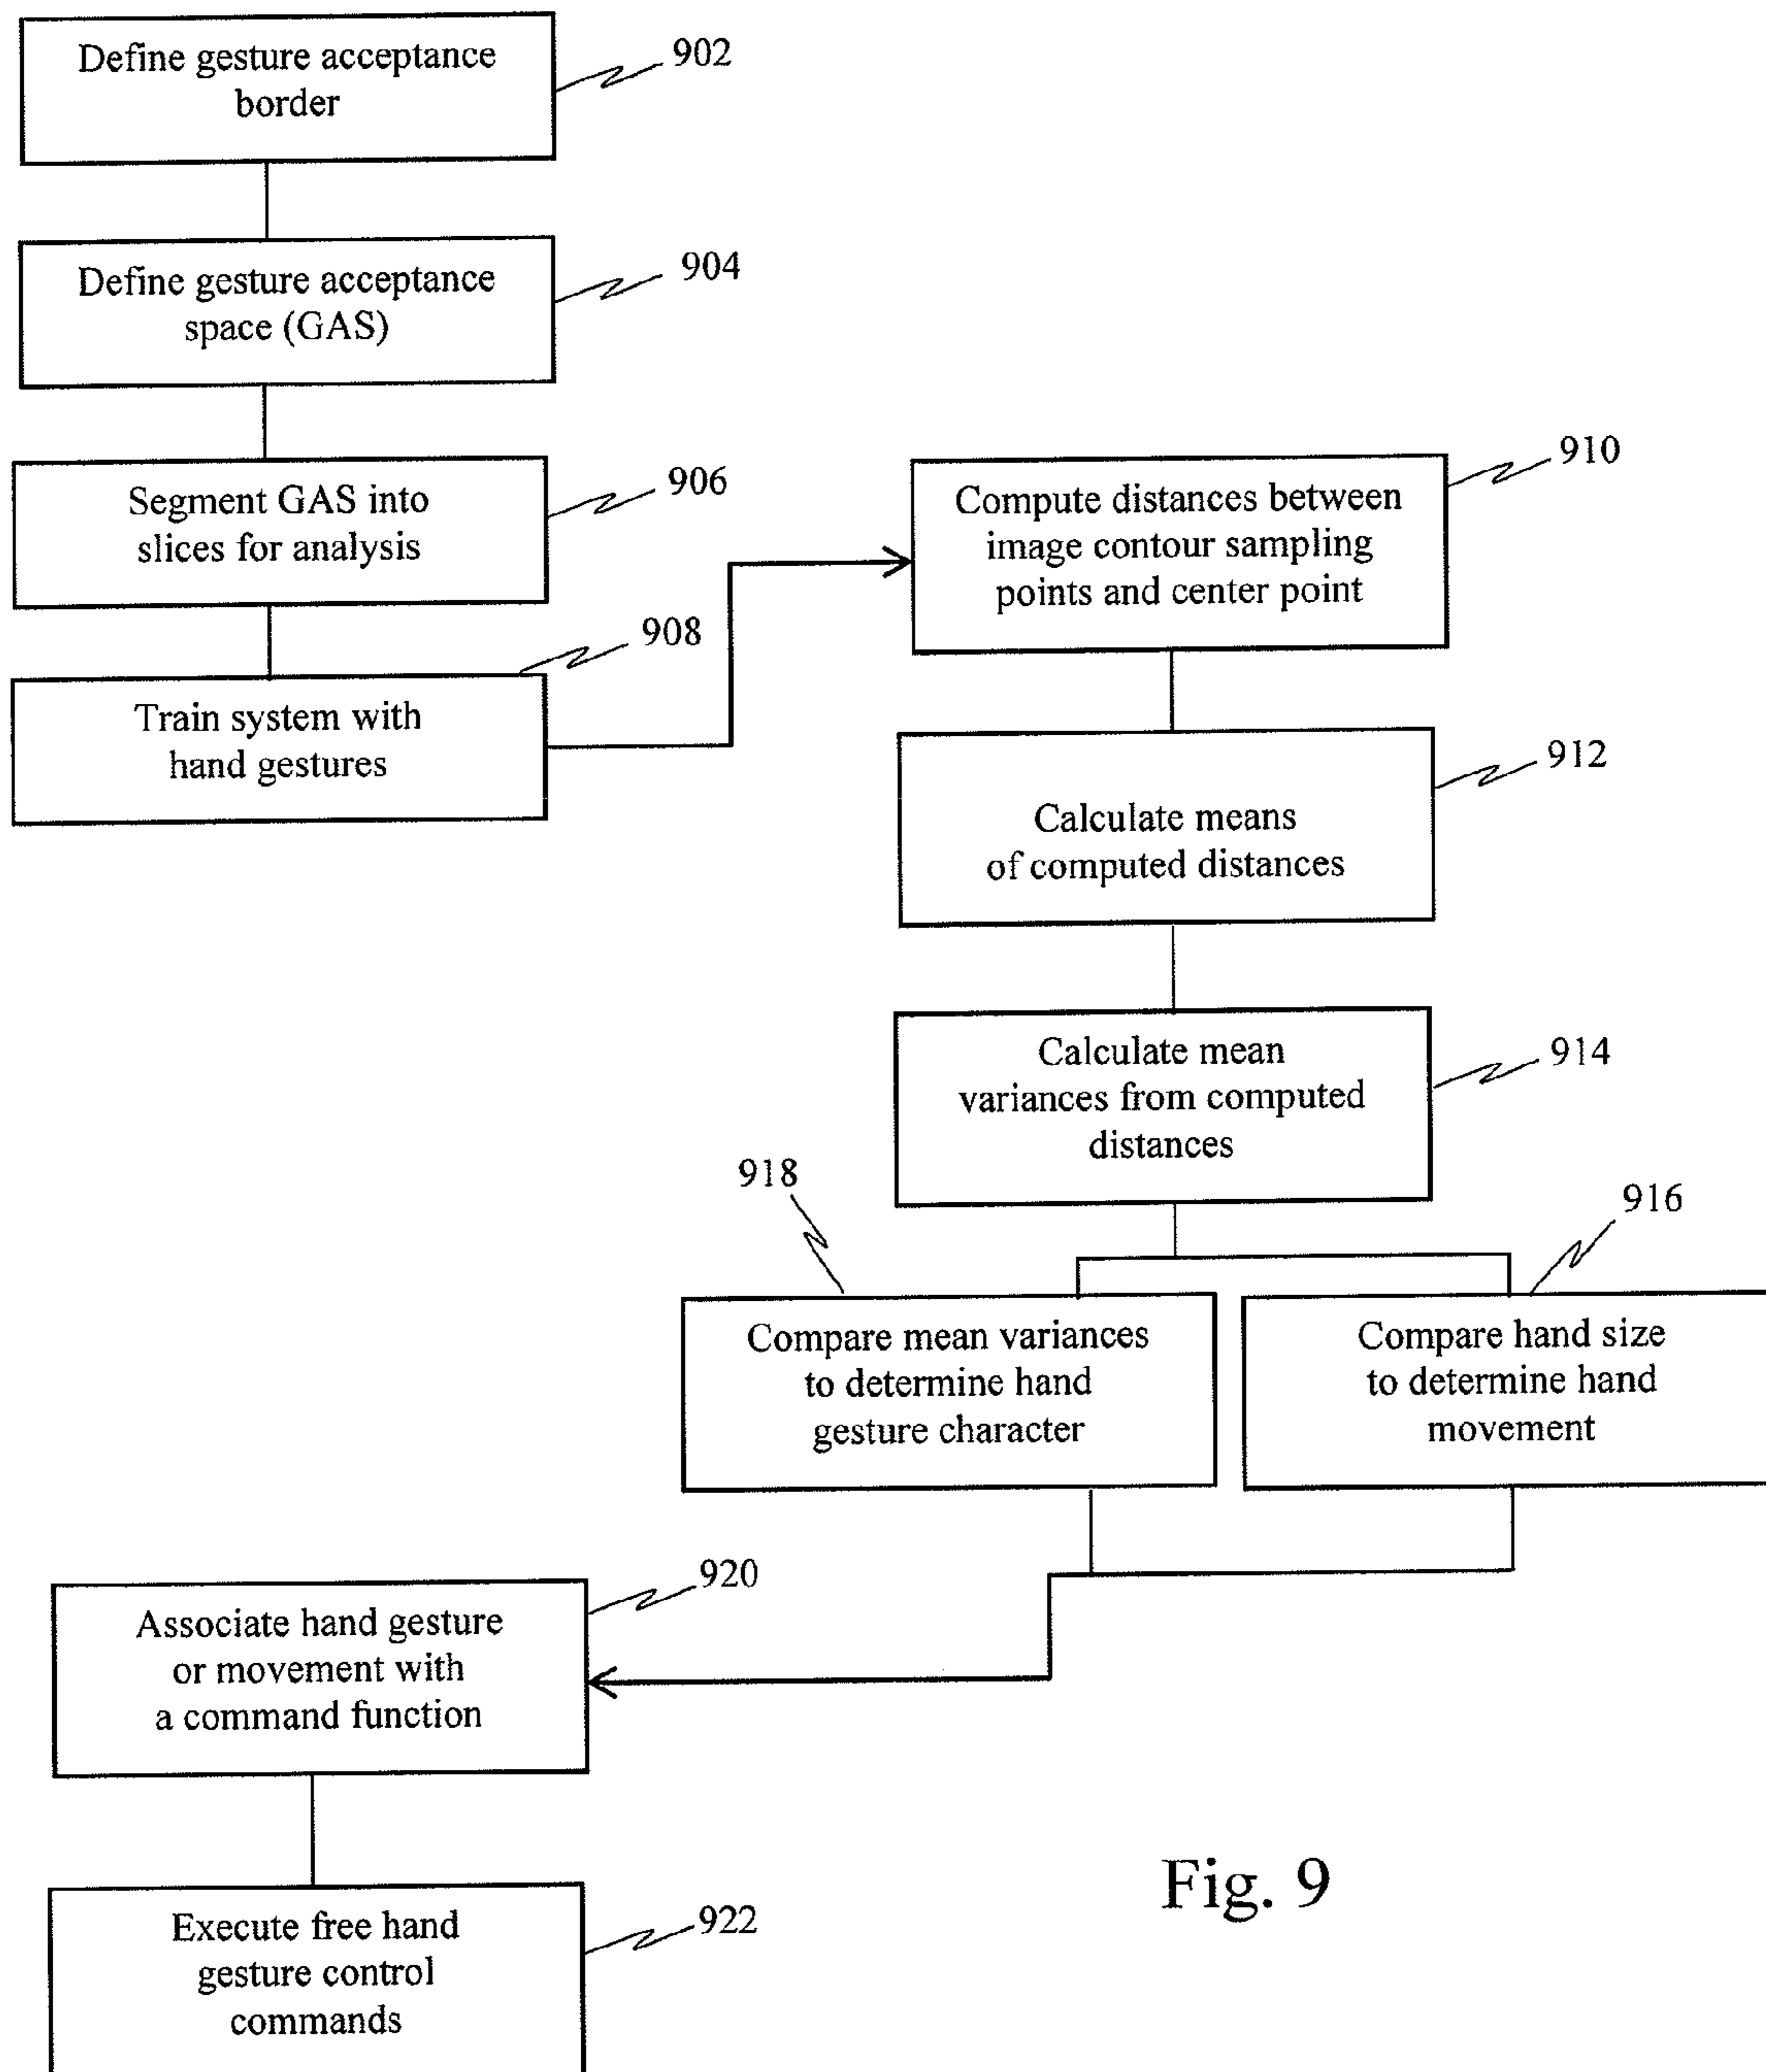 Define gesture acceptance
border
902
Define gesture acceptance
space (GAS)
904
Segment GAS into
slices for analysis
906
Train system with
hand gestures
908
Compute distances between
image contour sampling
points and center point
910
Calculate means
of computed distances
912
Calculate mean
variances from computed
distances
914
918
Compare mean variances
to determine hand
gesture character
916
Compare hand size
to determine hand
movement
Associate hand gesture
or movement with
a command function
920
Execute free hand
gesture control
commands
922
Fig. 9